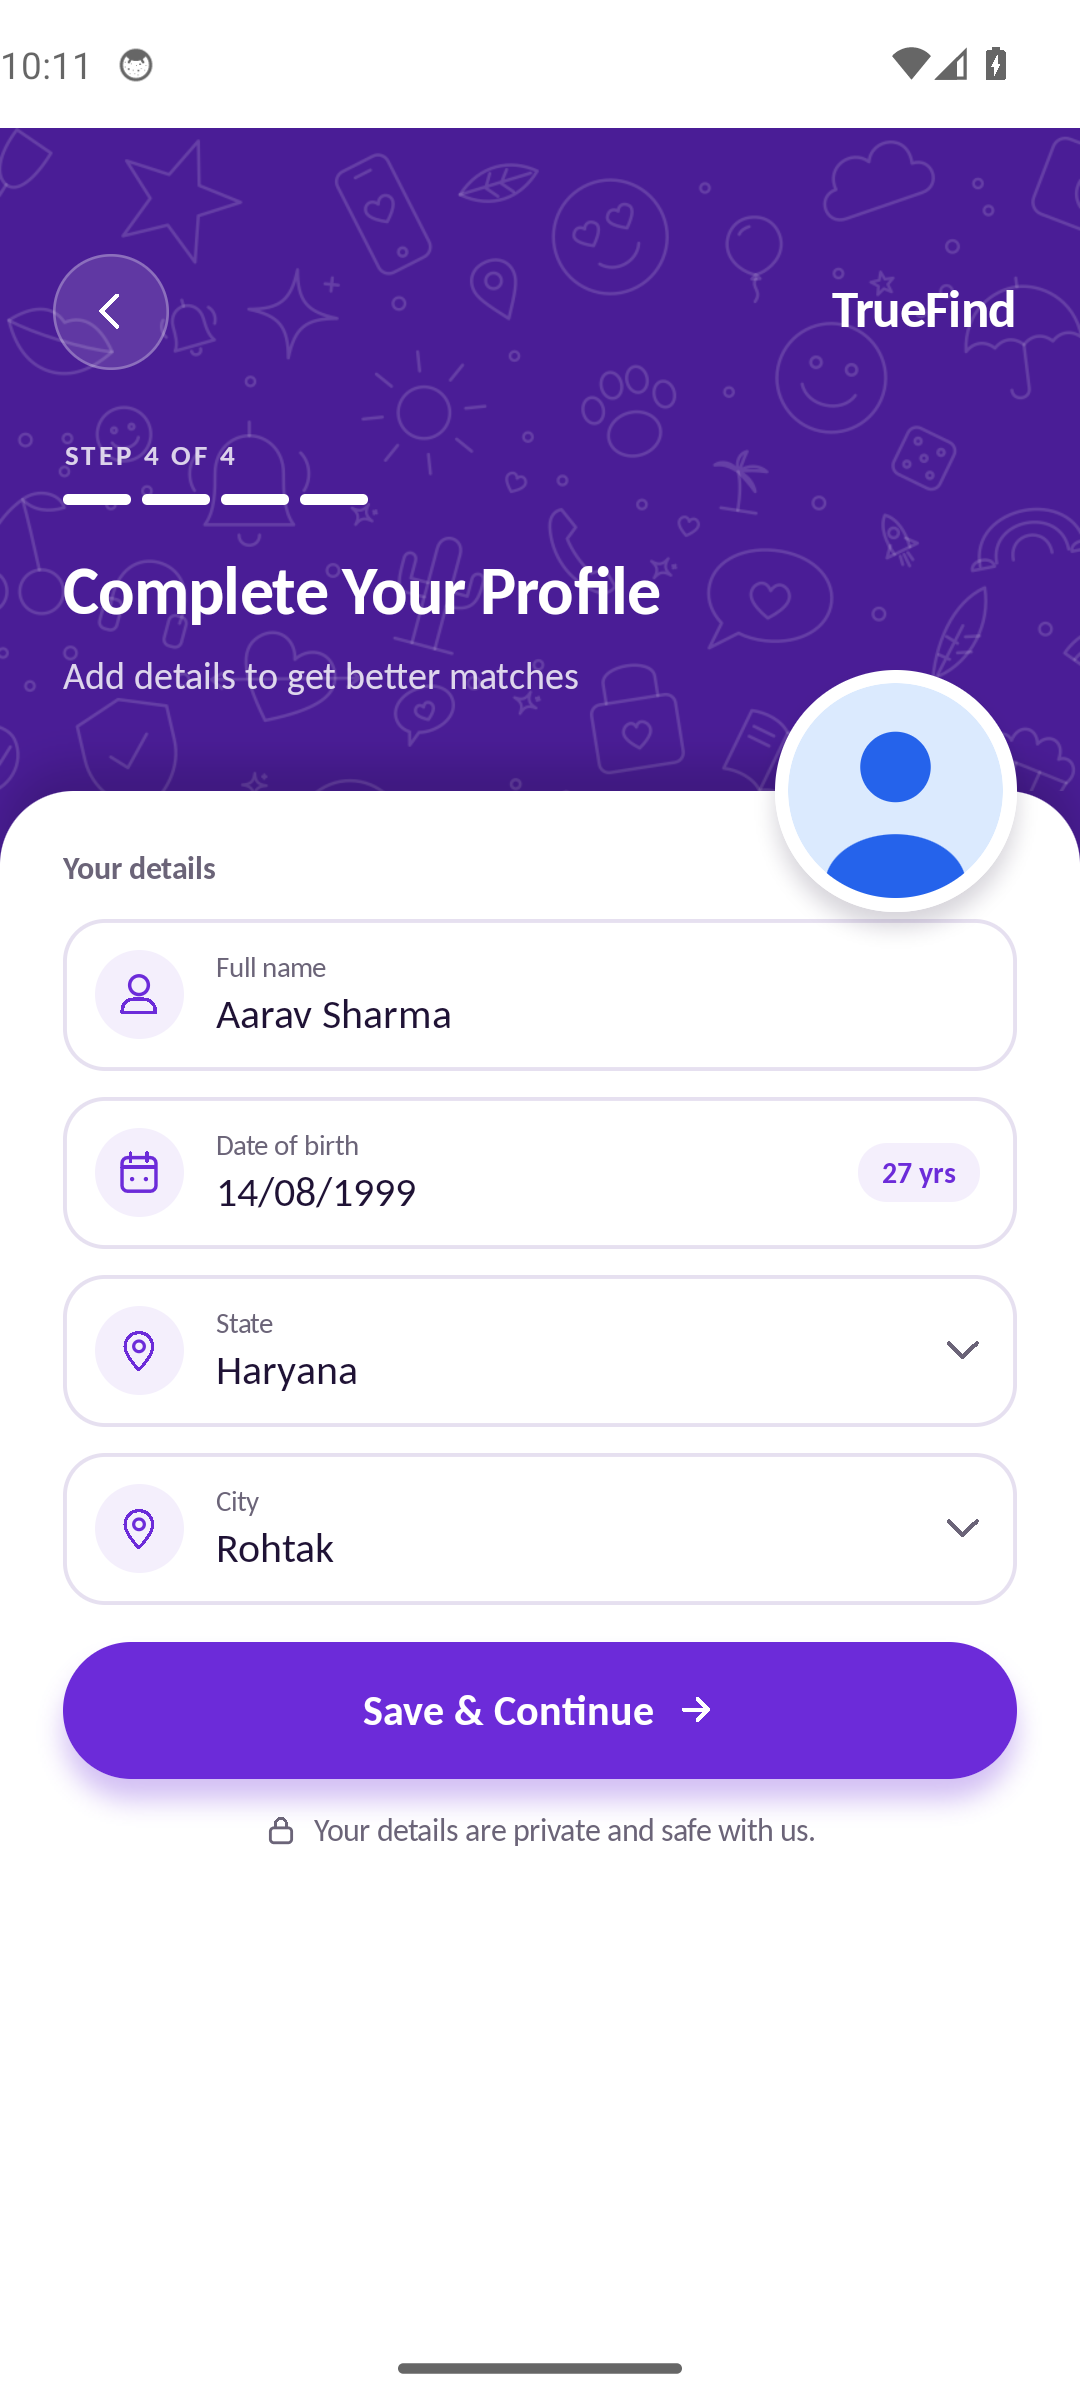 10:11
TrueFind
STEP 4 OF 4
Complete Your Profile
Add details to get better matches
Your details
Full name
Aarav Sharma
Date of birth
14/08/1999
27 yrs
State
Haryana
City
Rohtak
Save & Continue
Your details are private and safe with us.